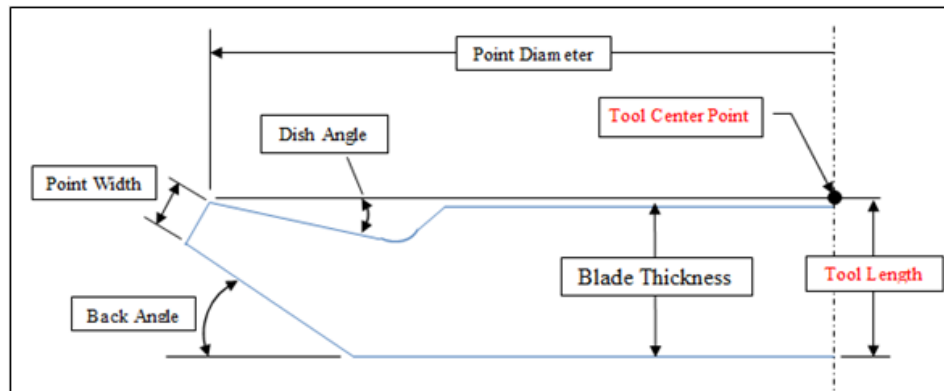 Point Diameter
Tool Center Point
Dish Angle
Point Width
Blade Thickness
Tool Length
Back Angle